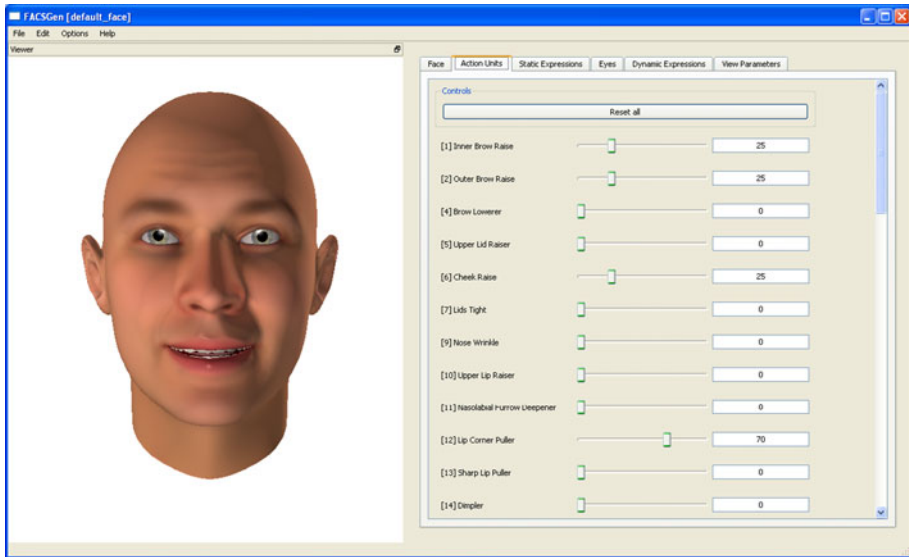 FACSGen [default_face]
File Edit Options Help
Viewer
Face Action Units Static Expressions Eyes Dynamic Expressions View Parameters
Controls
Reset all
[1] Inner Brow Raise 25
[2] Outer Brow Raise 25
[4] Brow Lowerer 0
[5] Upper Lid Raiser 0
[6] Cheek Raise 25
[7] Lids Tight 0
[9] Nose Wrinkle 0
[10] Upper Lip Raiser 0
[11] Nasolabial Furrow Deepener 0
[12] Lip Corner Puller 70
[13] Sharp Lip Puller 0
[14] Dimpler 0